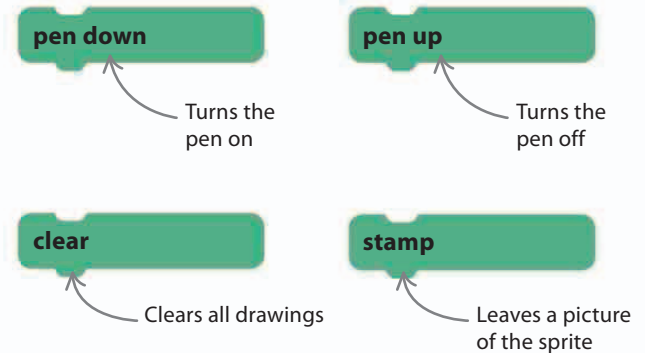 pen down
pen up
Turns the
pen on
Turns the
pen off
clear
stamp
Clears all drawings
Leaves a picture
of the sprite